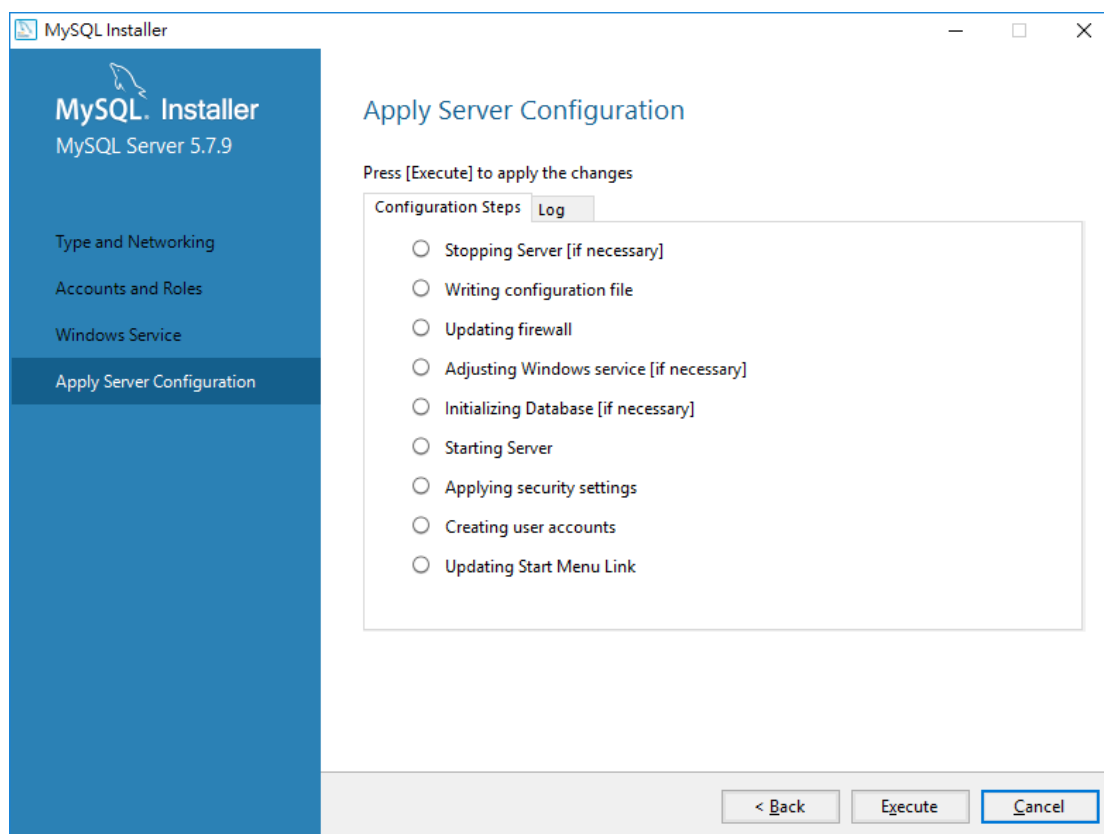 MySQL Installer
MySQL. Installer
MySQL Server 5.7.9
Type and Networking
Accounts and Roles
Windows Service
Apply Server Configuration
Apply Server Configuration
Press [Execute] to apply the changes
Configuration Steps Log
Stopping Server [if necessary]
Writing configuration file
Updating firewall
Adjusting Windows service [if necessary]
Initializing Database [if necessary]
Starting Server
Applying security settings
Creating user accounts
Updating Start Menu Link
< Back Execute Cancel